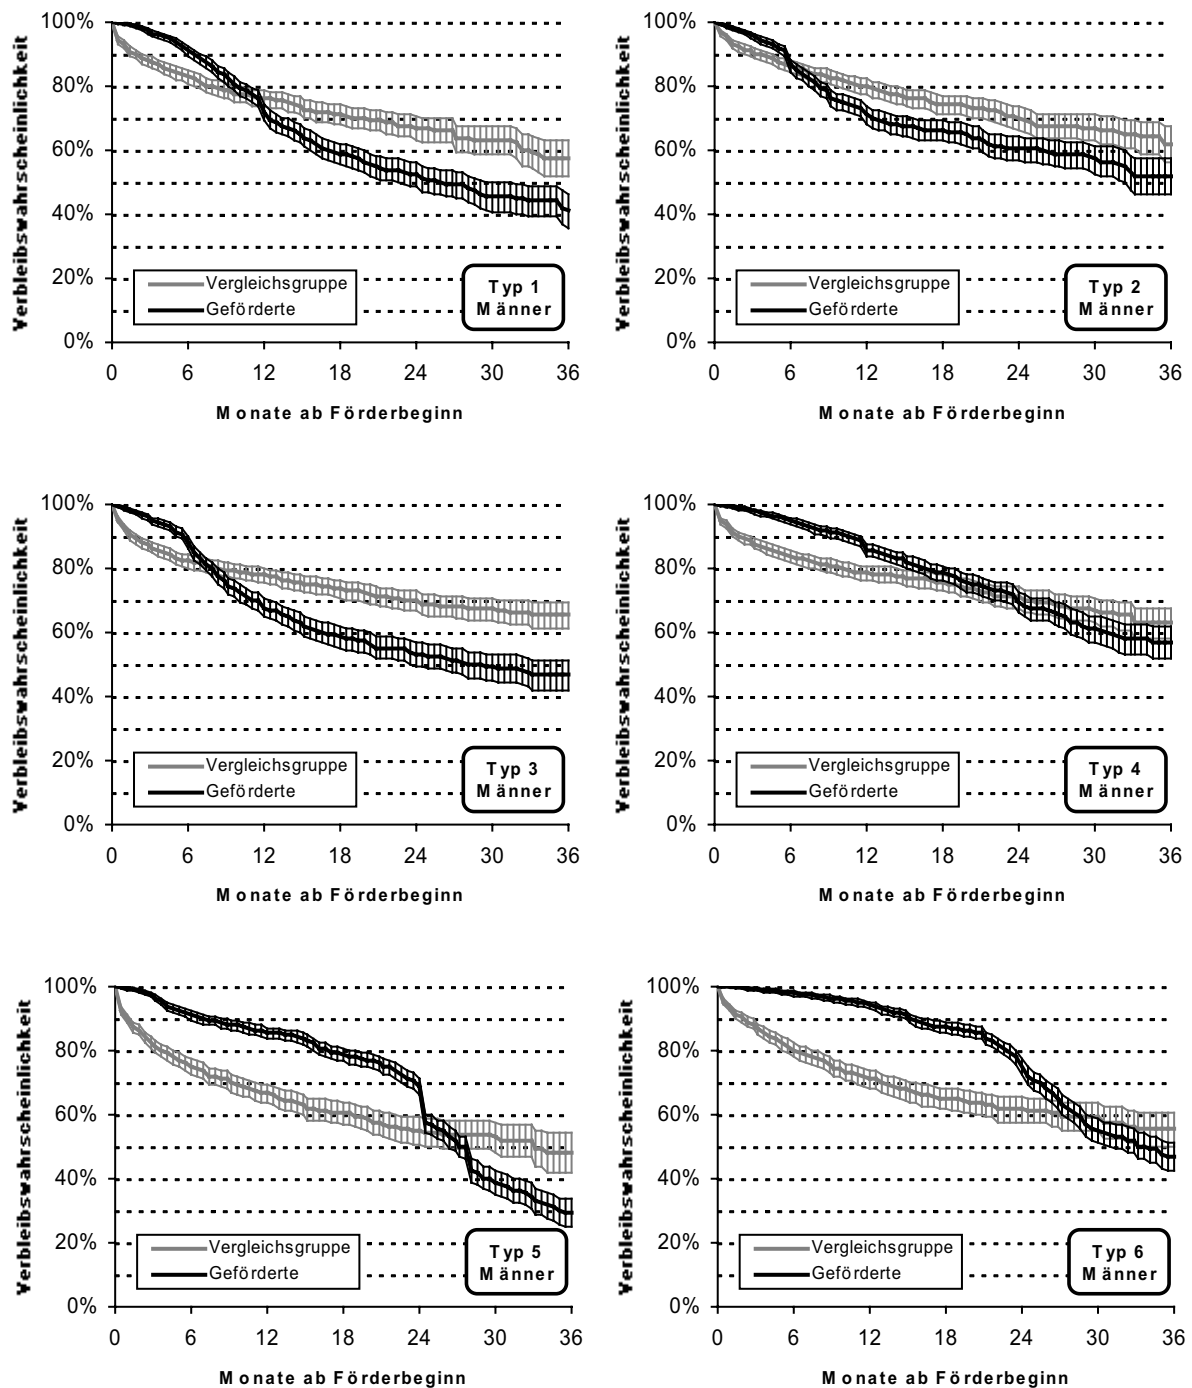 Verbleibswahrscheinlichkeit
100%
80%
60%
40%
20%
0%
Vergleichsgruppe
Geförderte
Typ 1
Männer
0 6 12 18 24 30 36
Monate ab Förderbeginn
Verbleibswahrscheinlichkeit
100%
80%
60%
40%
20%
0%
Vergleichsgruppe
Geförderte
Typ 2
Männer
0 6 12 18 24 30 36
Monate ab Förderbeginn
Verbleibswahrscheinlichkeit
100%
80%
60%
40%
20%
0%
Vergleichsgruppe
Geförderte
Typ 3
Männer
0 6 12 18 24 30 36
Monate ab Förderbeginn
Verbleibswahrscheinlichkeit
100%
80%
60%
40%
20%
0%
Vergleichsgruppe
Geförderte
Typ 4
Männer
0 6 12 18 24 30 36
Monate ab Förderbeginn
Verbleibswahrscheinlichkeit
100%
80%
60%
40%
20%
0%
Vergleichsgruppe
Geförderte
Typ 5
Männer
0 6 12 18 24 30 36
Monate ab Förderbeginn
Verbleibswahrscheinlichkeit
100%
80%
60%
40%
20%
0%
Vergleichsgruppe
Geförderte
Typ 6
Männer
0 6 12 18 24 30 36
Monate ab Förderbeginn